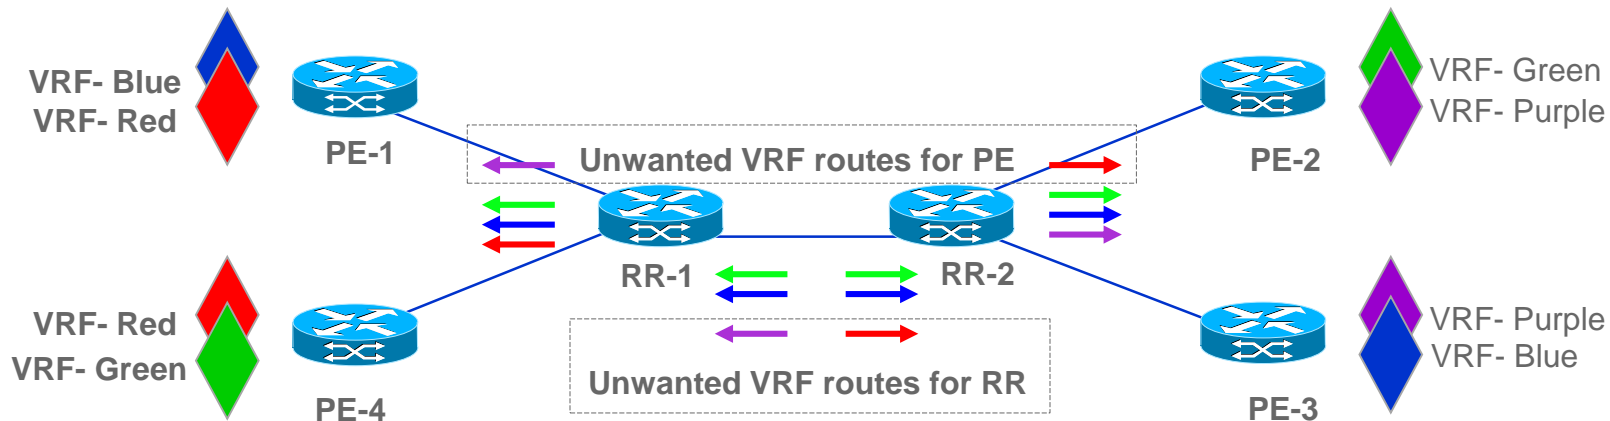 VRF- Blue
VRF- Red
PE-1
Unwanted VRF routes for PE
PE-2
VRF- Green
VRF- Purple
RR-1
RR-2
VRF- Red
VRF- Green
PE-4
Unwanted VRF routes for RR
PE-3
VRF- Purple
VRF- Blue